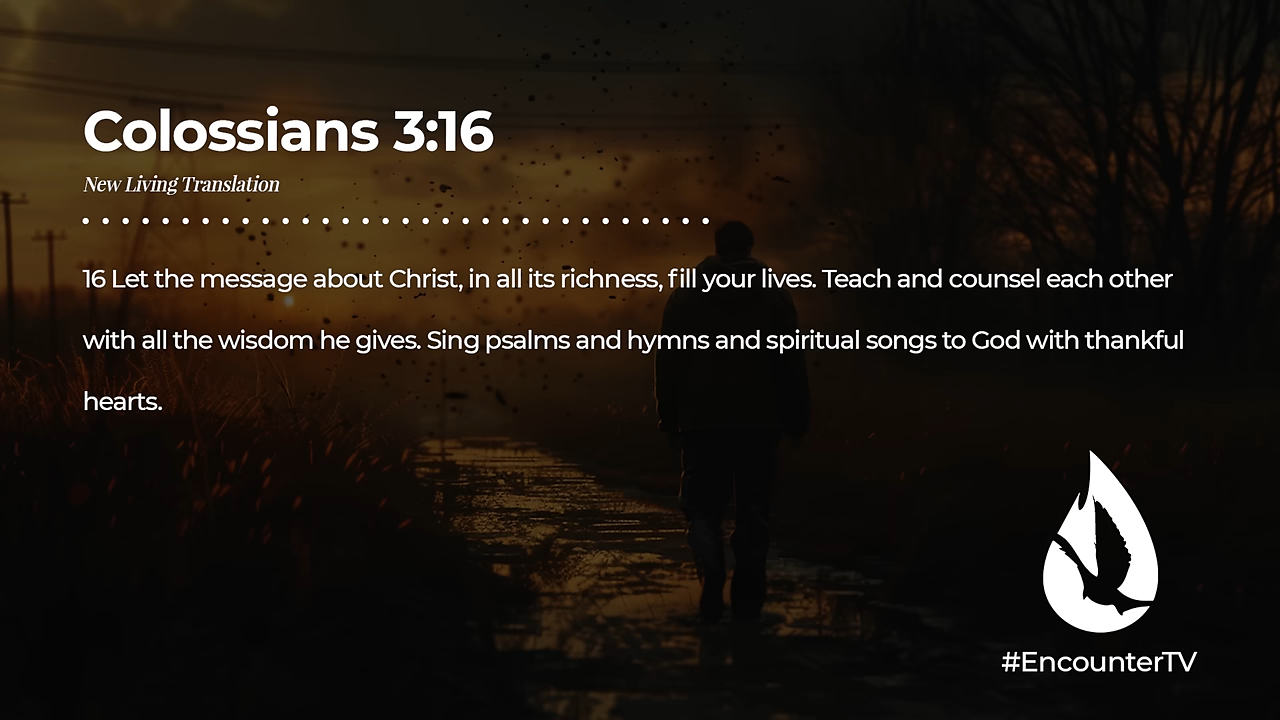 Colossians 3:16
New Living Translation
16 Let the message about Christ, in all its richness, fill your lives. Teach and counsel each other
with all the wisdom he gives. Sing psalms and hymns and spiritual songs to God with thankful
hearts.
#EncounterTV